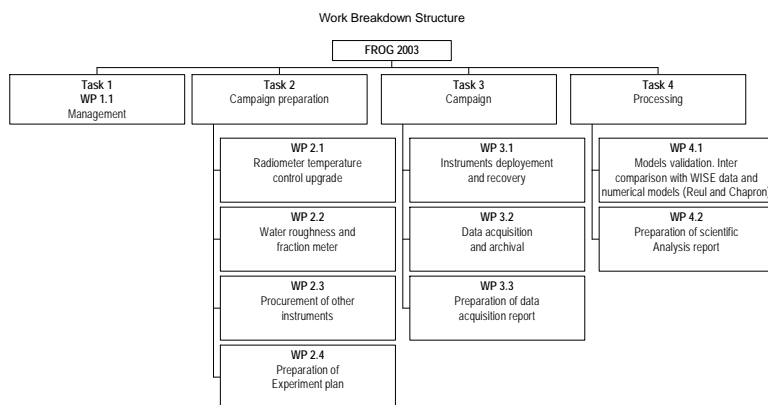 Work Breakdown Structure
FROG 2003
Task 1
WP 1.1
Management
Task 2
Campaign preparation
WP 2.1
Radiometer temperature
control upgrade
WP 2.2
Water roughness and
fraction meter
WP 2.3
Procurement of other
instruments
WP 2.4
Preparation of
Experiment plan
Task 3
Campaign
WP 3.1
Instruments deployement
and recovery
WP 3.2
Data acquisition
and archival
WP 3.3
Preparation of data
acquisition report
Task 4
Processing
WP 4.1
Models validation. Inter
comparison with WISE data and
numerical models (Reul and Chapron)
WP 4.2
Preparation of scientific
Analysis report